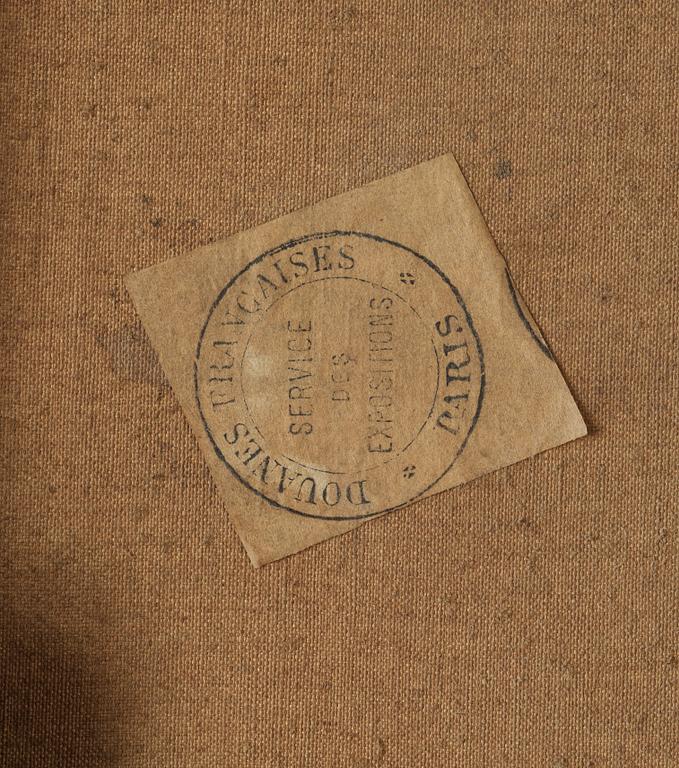 DOUANES FRANÇAISES
SERVICE
DES
EXPOSITIONS
PARIS